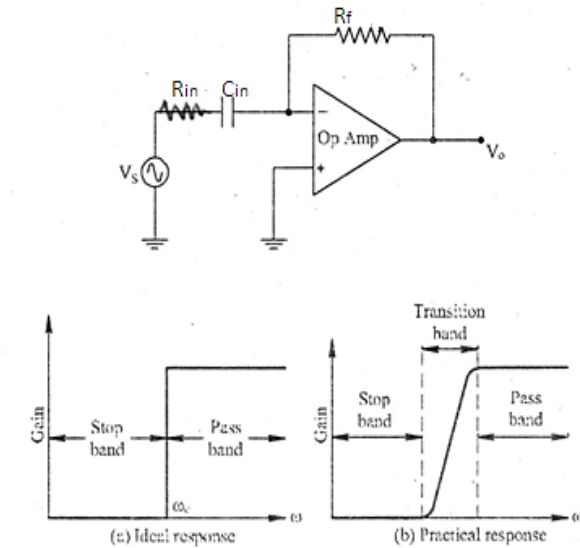 Rf
Rin Cin
Op Amp
Vs
Vo
Transition
band
Stop
band
Pass
band
Stop
band
Pass
band
Gain
Gain
ω
(a) Ideal response
(b) Practical response